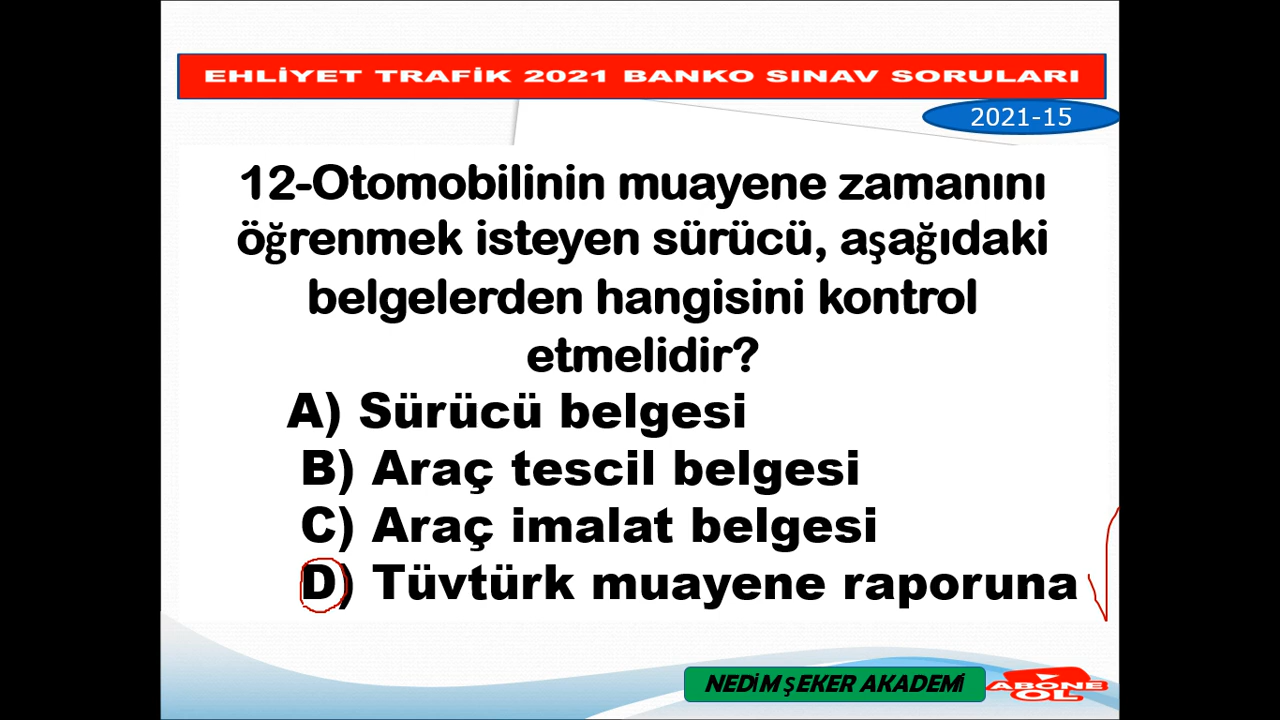 EHLİYET TRAFİK 2021 BANKO SINAV SORULARI
2021-15
12-Otomobilinin muayene zamanını
öğrenmek isteyen sürücü, aşağıdaki
belgelerden hangisini kontrol
etmelidir?
A) Sürücü belgesi
B) Araç tescil belgesi
C) Araç imalat belgesi
D) Tüvtürk muayene raporuna
NEDİM ŞEKER AKADEMİ
ABONE
OL